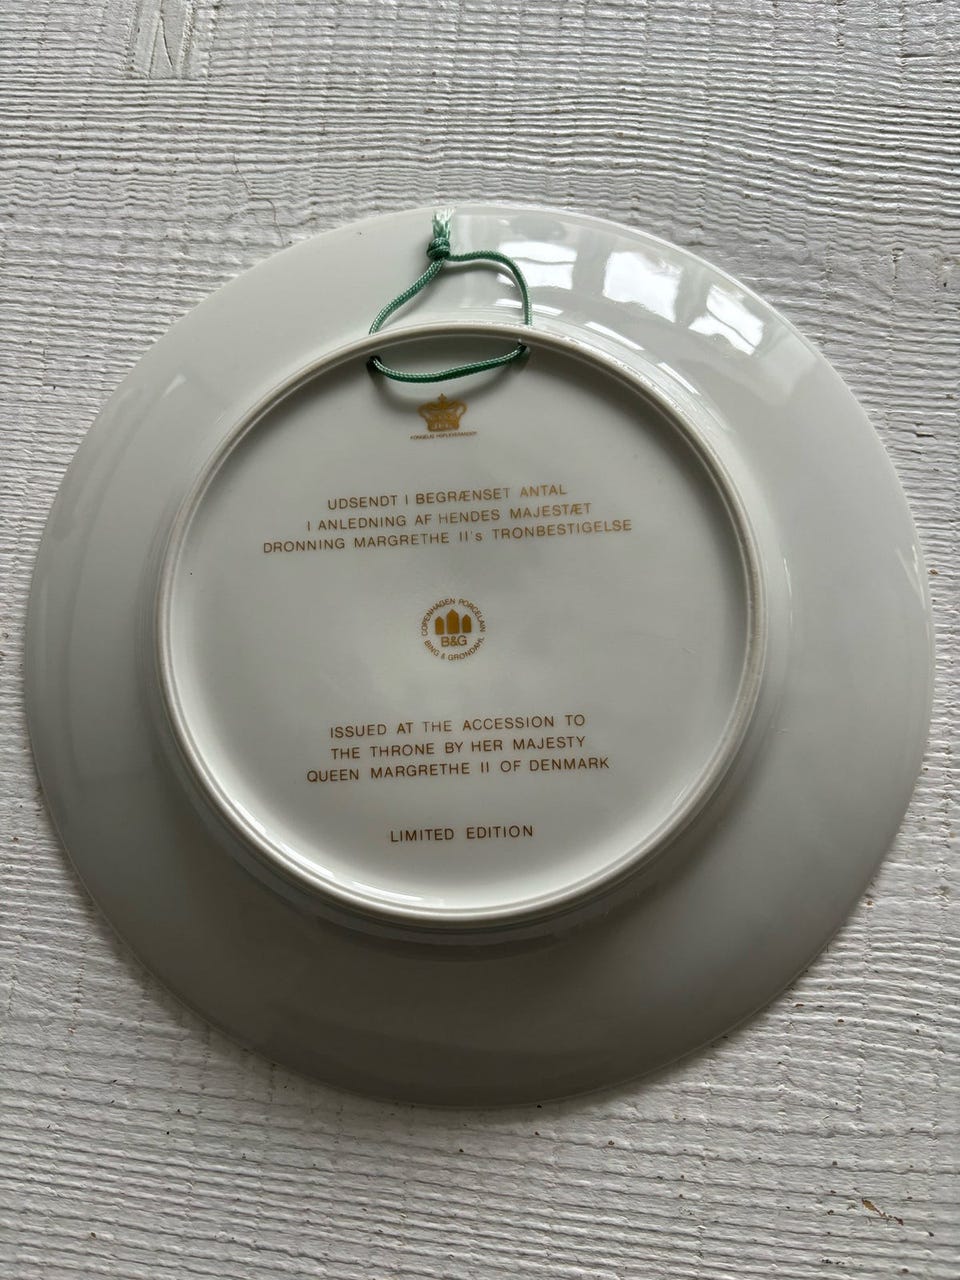 KONGELIG HOFLEVERANDØR
UDSENDT I BEGRÆNSET ANTAL
I ANLEDNING AF HENDES MAJESTÆT
DRONNING MARGRETHE II's TRONBESTIGELSE
COPENHAGEN PORCELAIN
B&G
BING & GRONDAHL
ISSUED AT THE ACCESSION TO
THE THRONE BY HER MAJESTY
QUEEN MARGRETHE II OF DENMARK
LIMITED EDITION